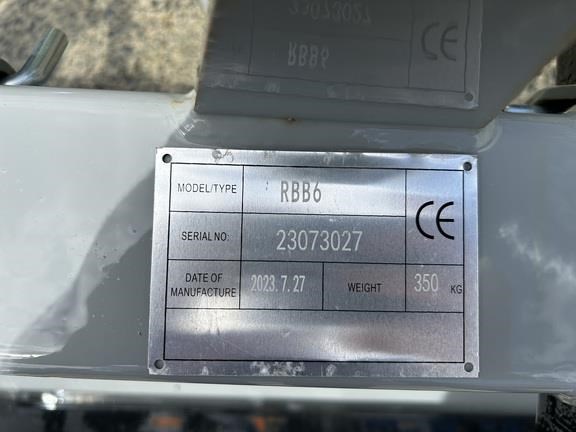 MODEL/TYPE RBB6
CE
SERIAL NO: 23073027
DATE OF MANUFACTURE 2023.7.27 WEIGHT 350 KG